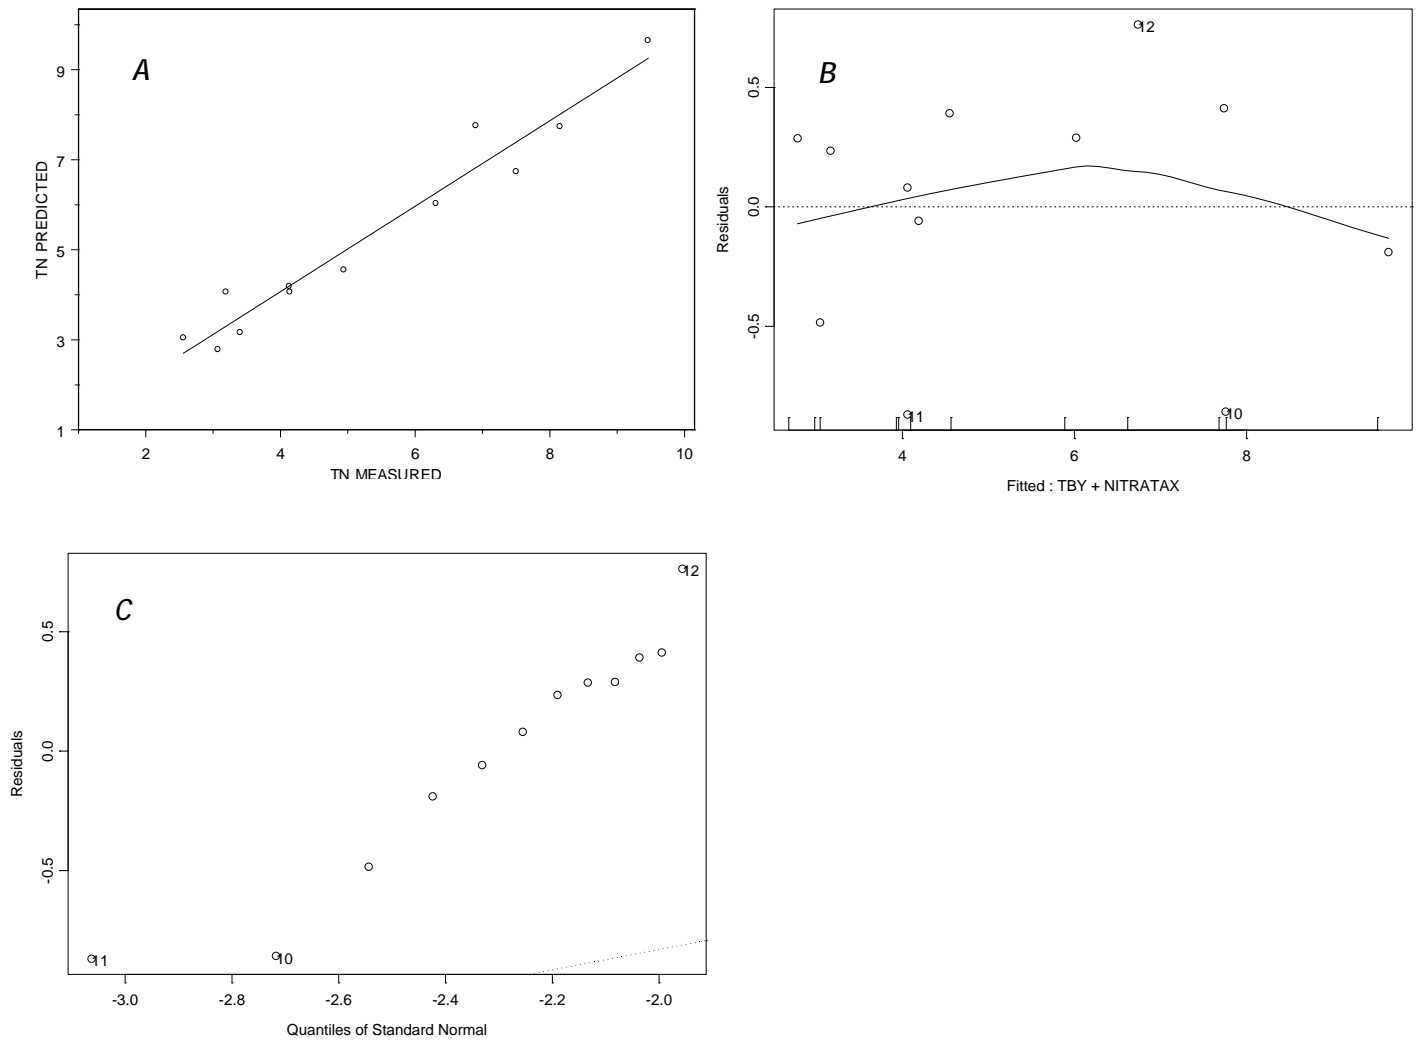 A
9
7
5
3
1
TN PREDICTED
2 4 6 8 10
TN MEASURED
B
12
0.5
0.0
-0.5
Residuals
11
10
4 6 8
Fitted : TBY + NITRATAX
C
12
0.5
0.0
-0.5
Residuals
11
10
-3.0 -2.8 -2.6 -2.4 -2.2 -2.0
Quantiles of Standard Normal